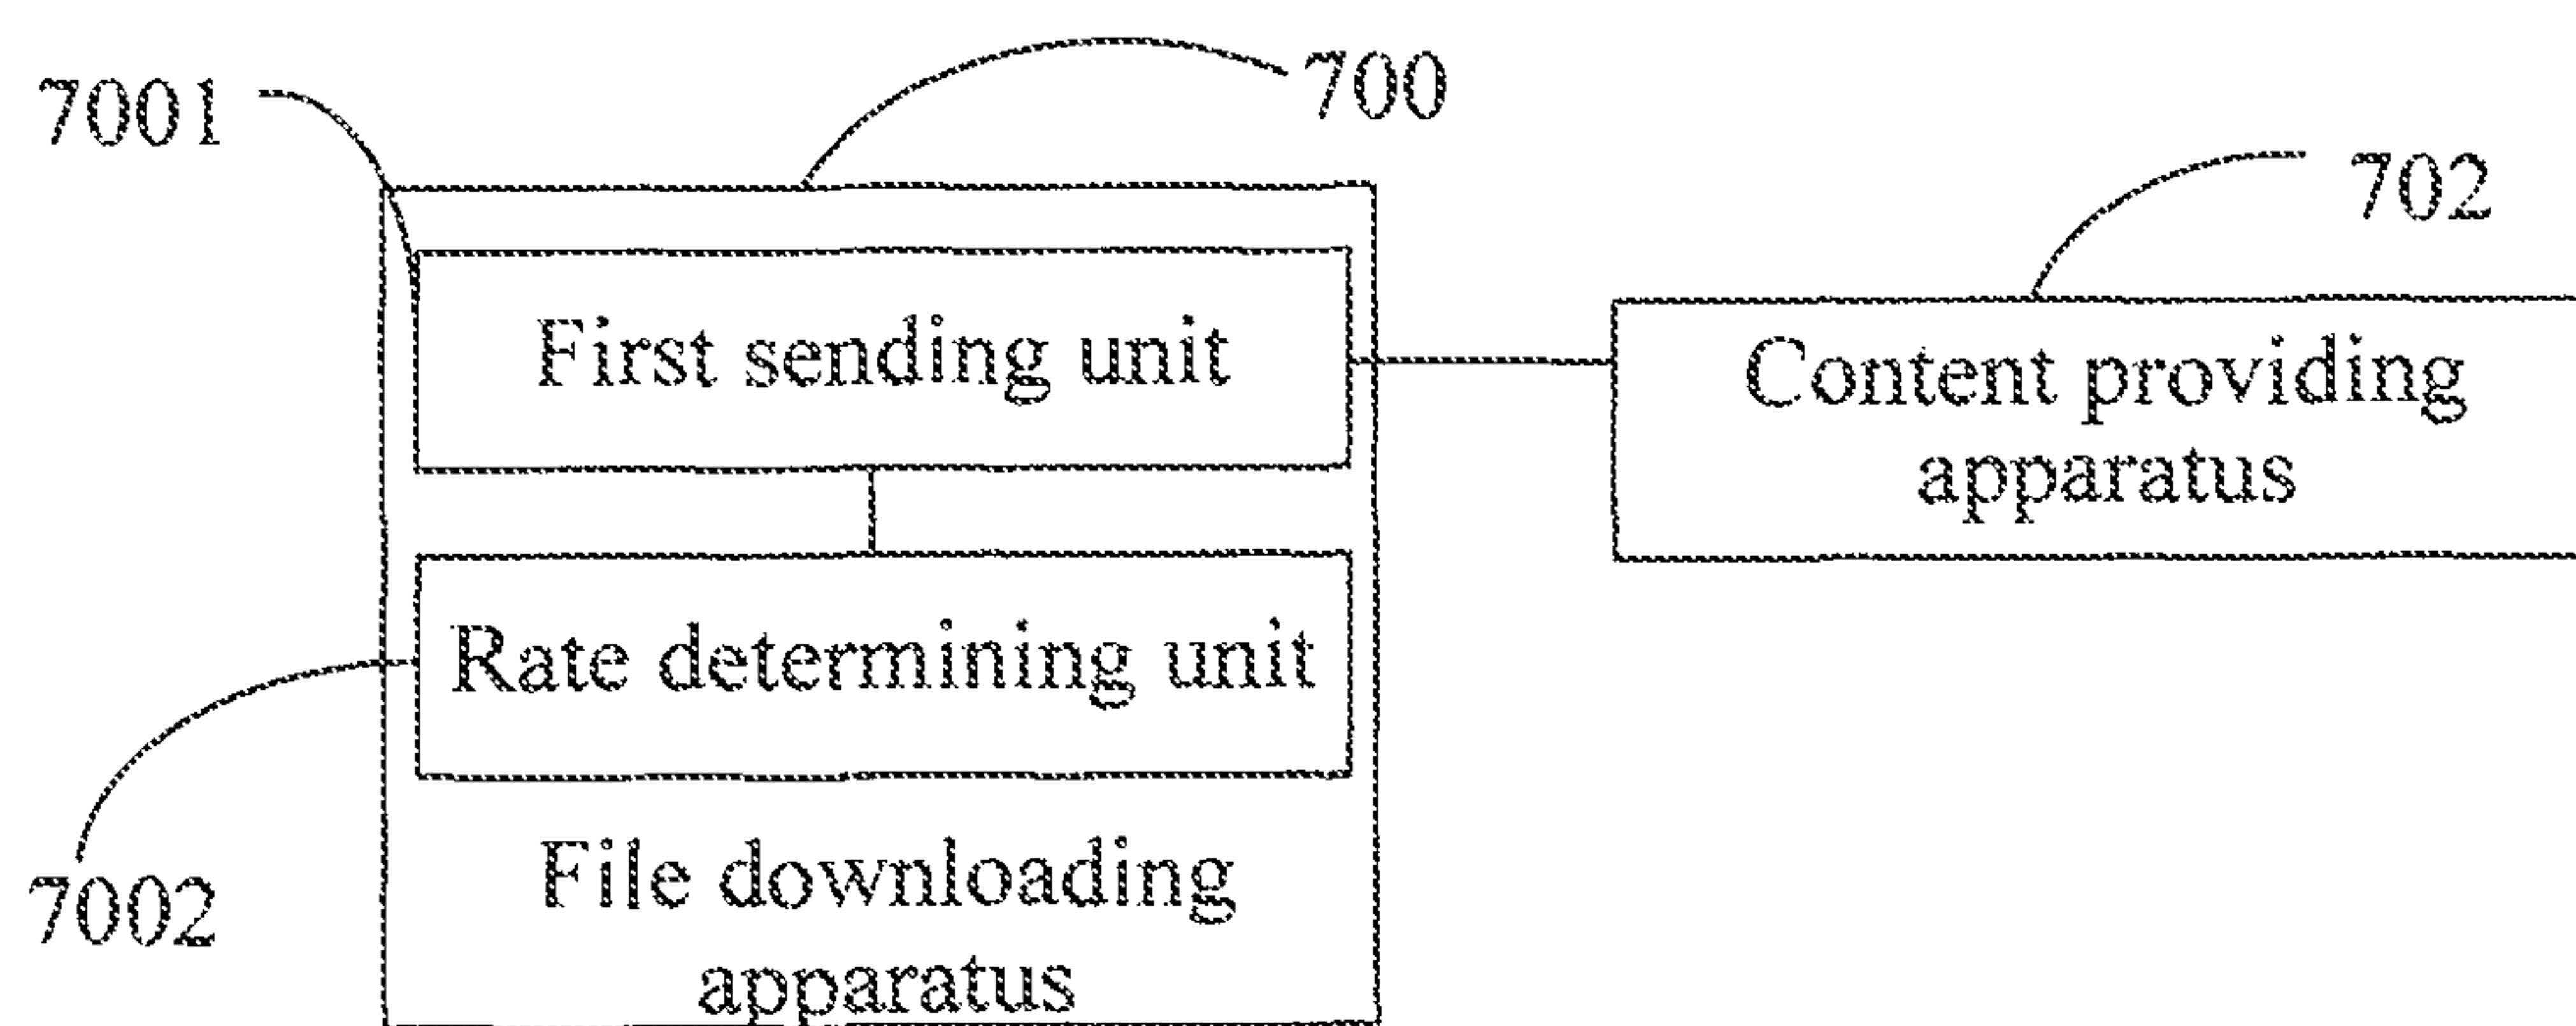 7001
700
702
First sending unit
Content providing
apparatus
Rate determining unit
File downloading
apparatus
7002